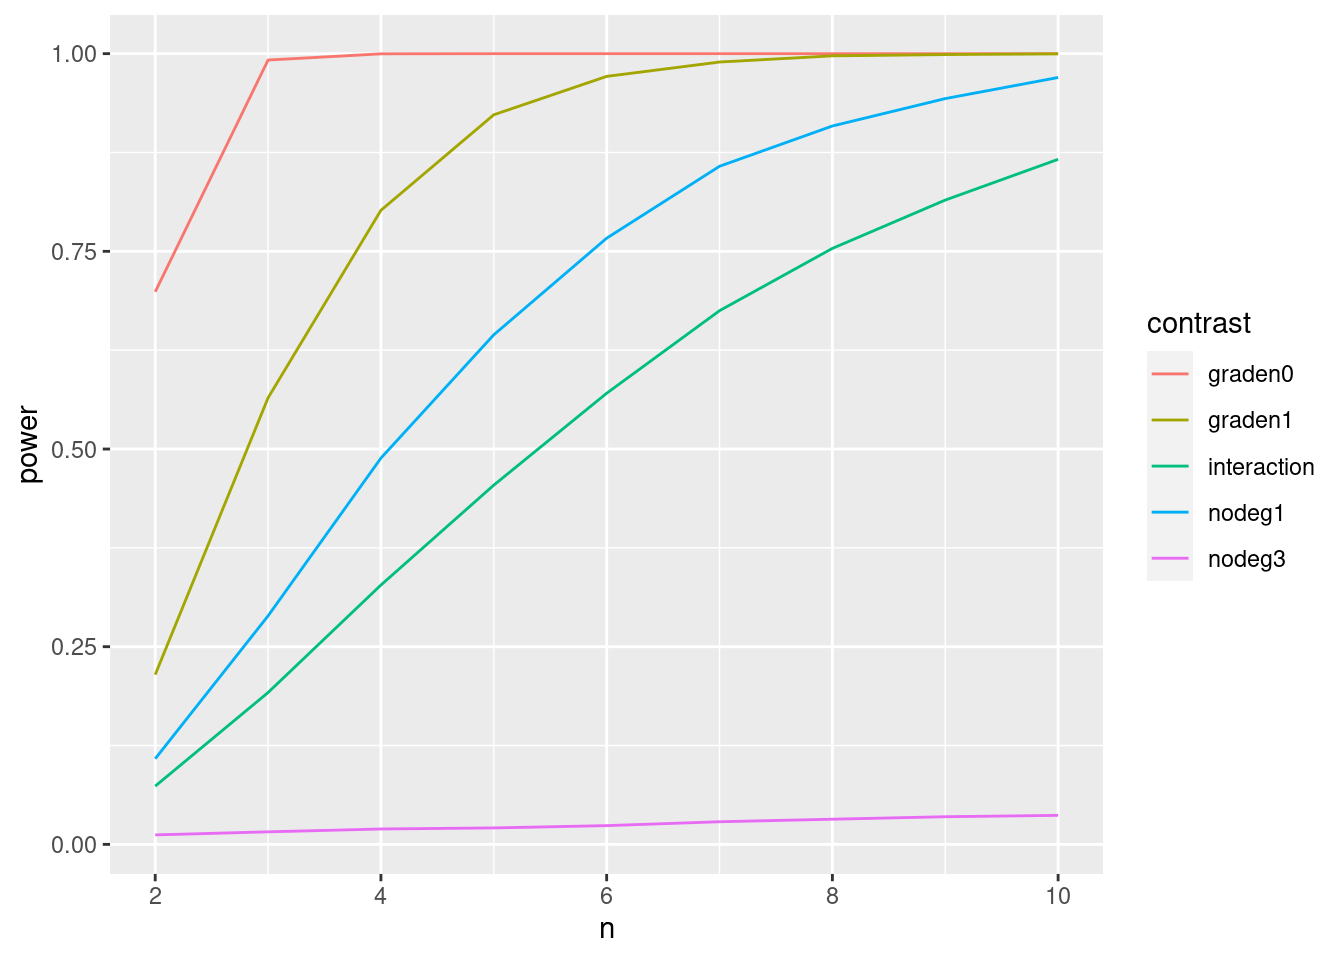 1.00
0.75
0.50
0.25
0.00
power
2 4 6 8 10
n
contrast
graden0
graden1
interaction
nodeg1
nodeg3